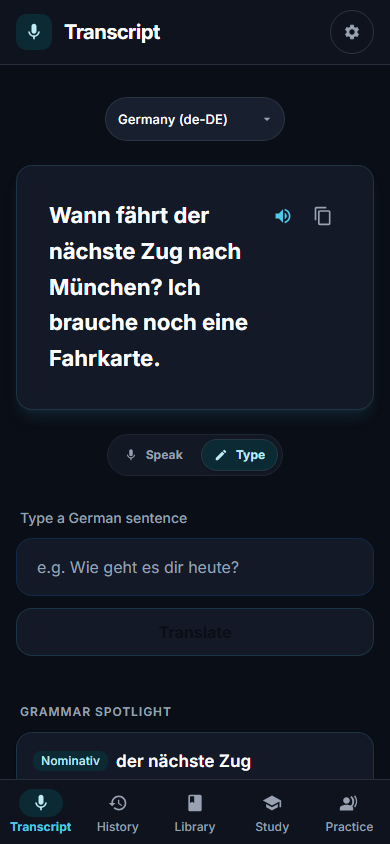 Transcript
Germany (de-DE)
Wann fährt der
nächste Zug nach
München? Ich
brauche noch eine
Fahrkarte.
Speak
Type
Type a German sentence
e.g. Wie geht es dir heute?
Translate
GRAMMAR SPOTLIGHT
Nominativ der nächste Zug
Transcript History Library Study Practice